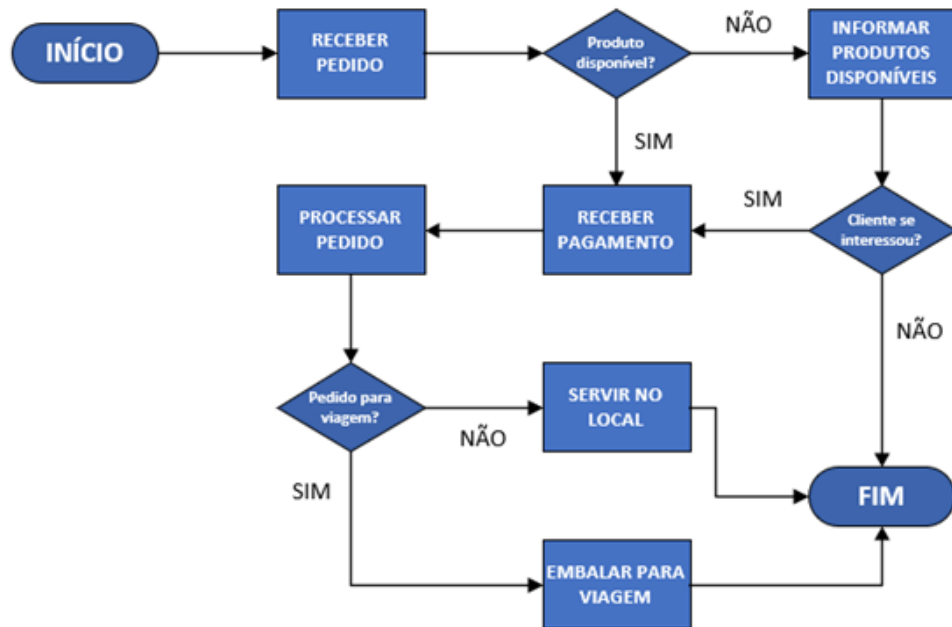 INÍCIO
RECEBER
PEDIDO
Produto
disponível?
NÃO
INFORMAR
PRODUTOS
DISPONÍVEIS
SIM
PROCESSAR
PEDIDO
RECEBER
PAGAMENTO
SIM
Cliente se
interessou?
NÃO
Pedido para
viagem?
NÃO
SERVIR NO
LOCAL
SIM
FIM
EMBALAR PARA
VIAGEM